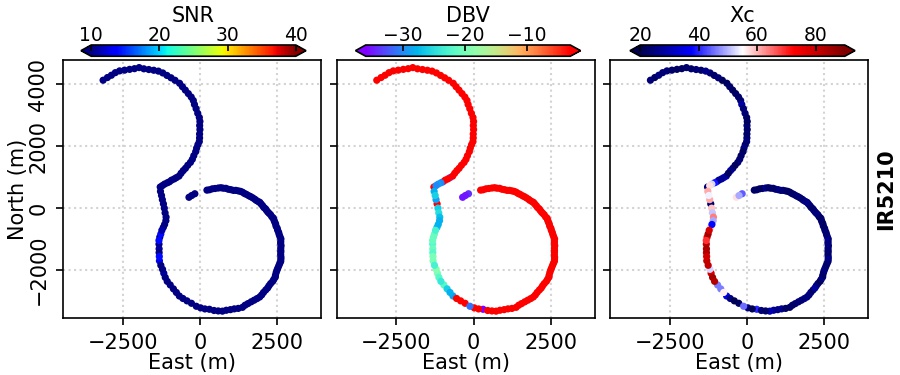 SNR DBV Xc
10 20 30 40 −30 −20 −10 20 40 60 80
4000
2000
0
−2000
North (m)
−2500 0 2500 −2500 0 2500 −2500 0 2500
East (m) East (m) East (m)
IR5210